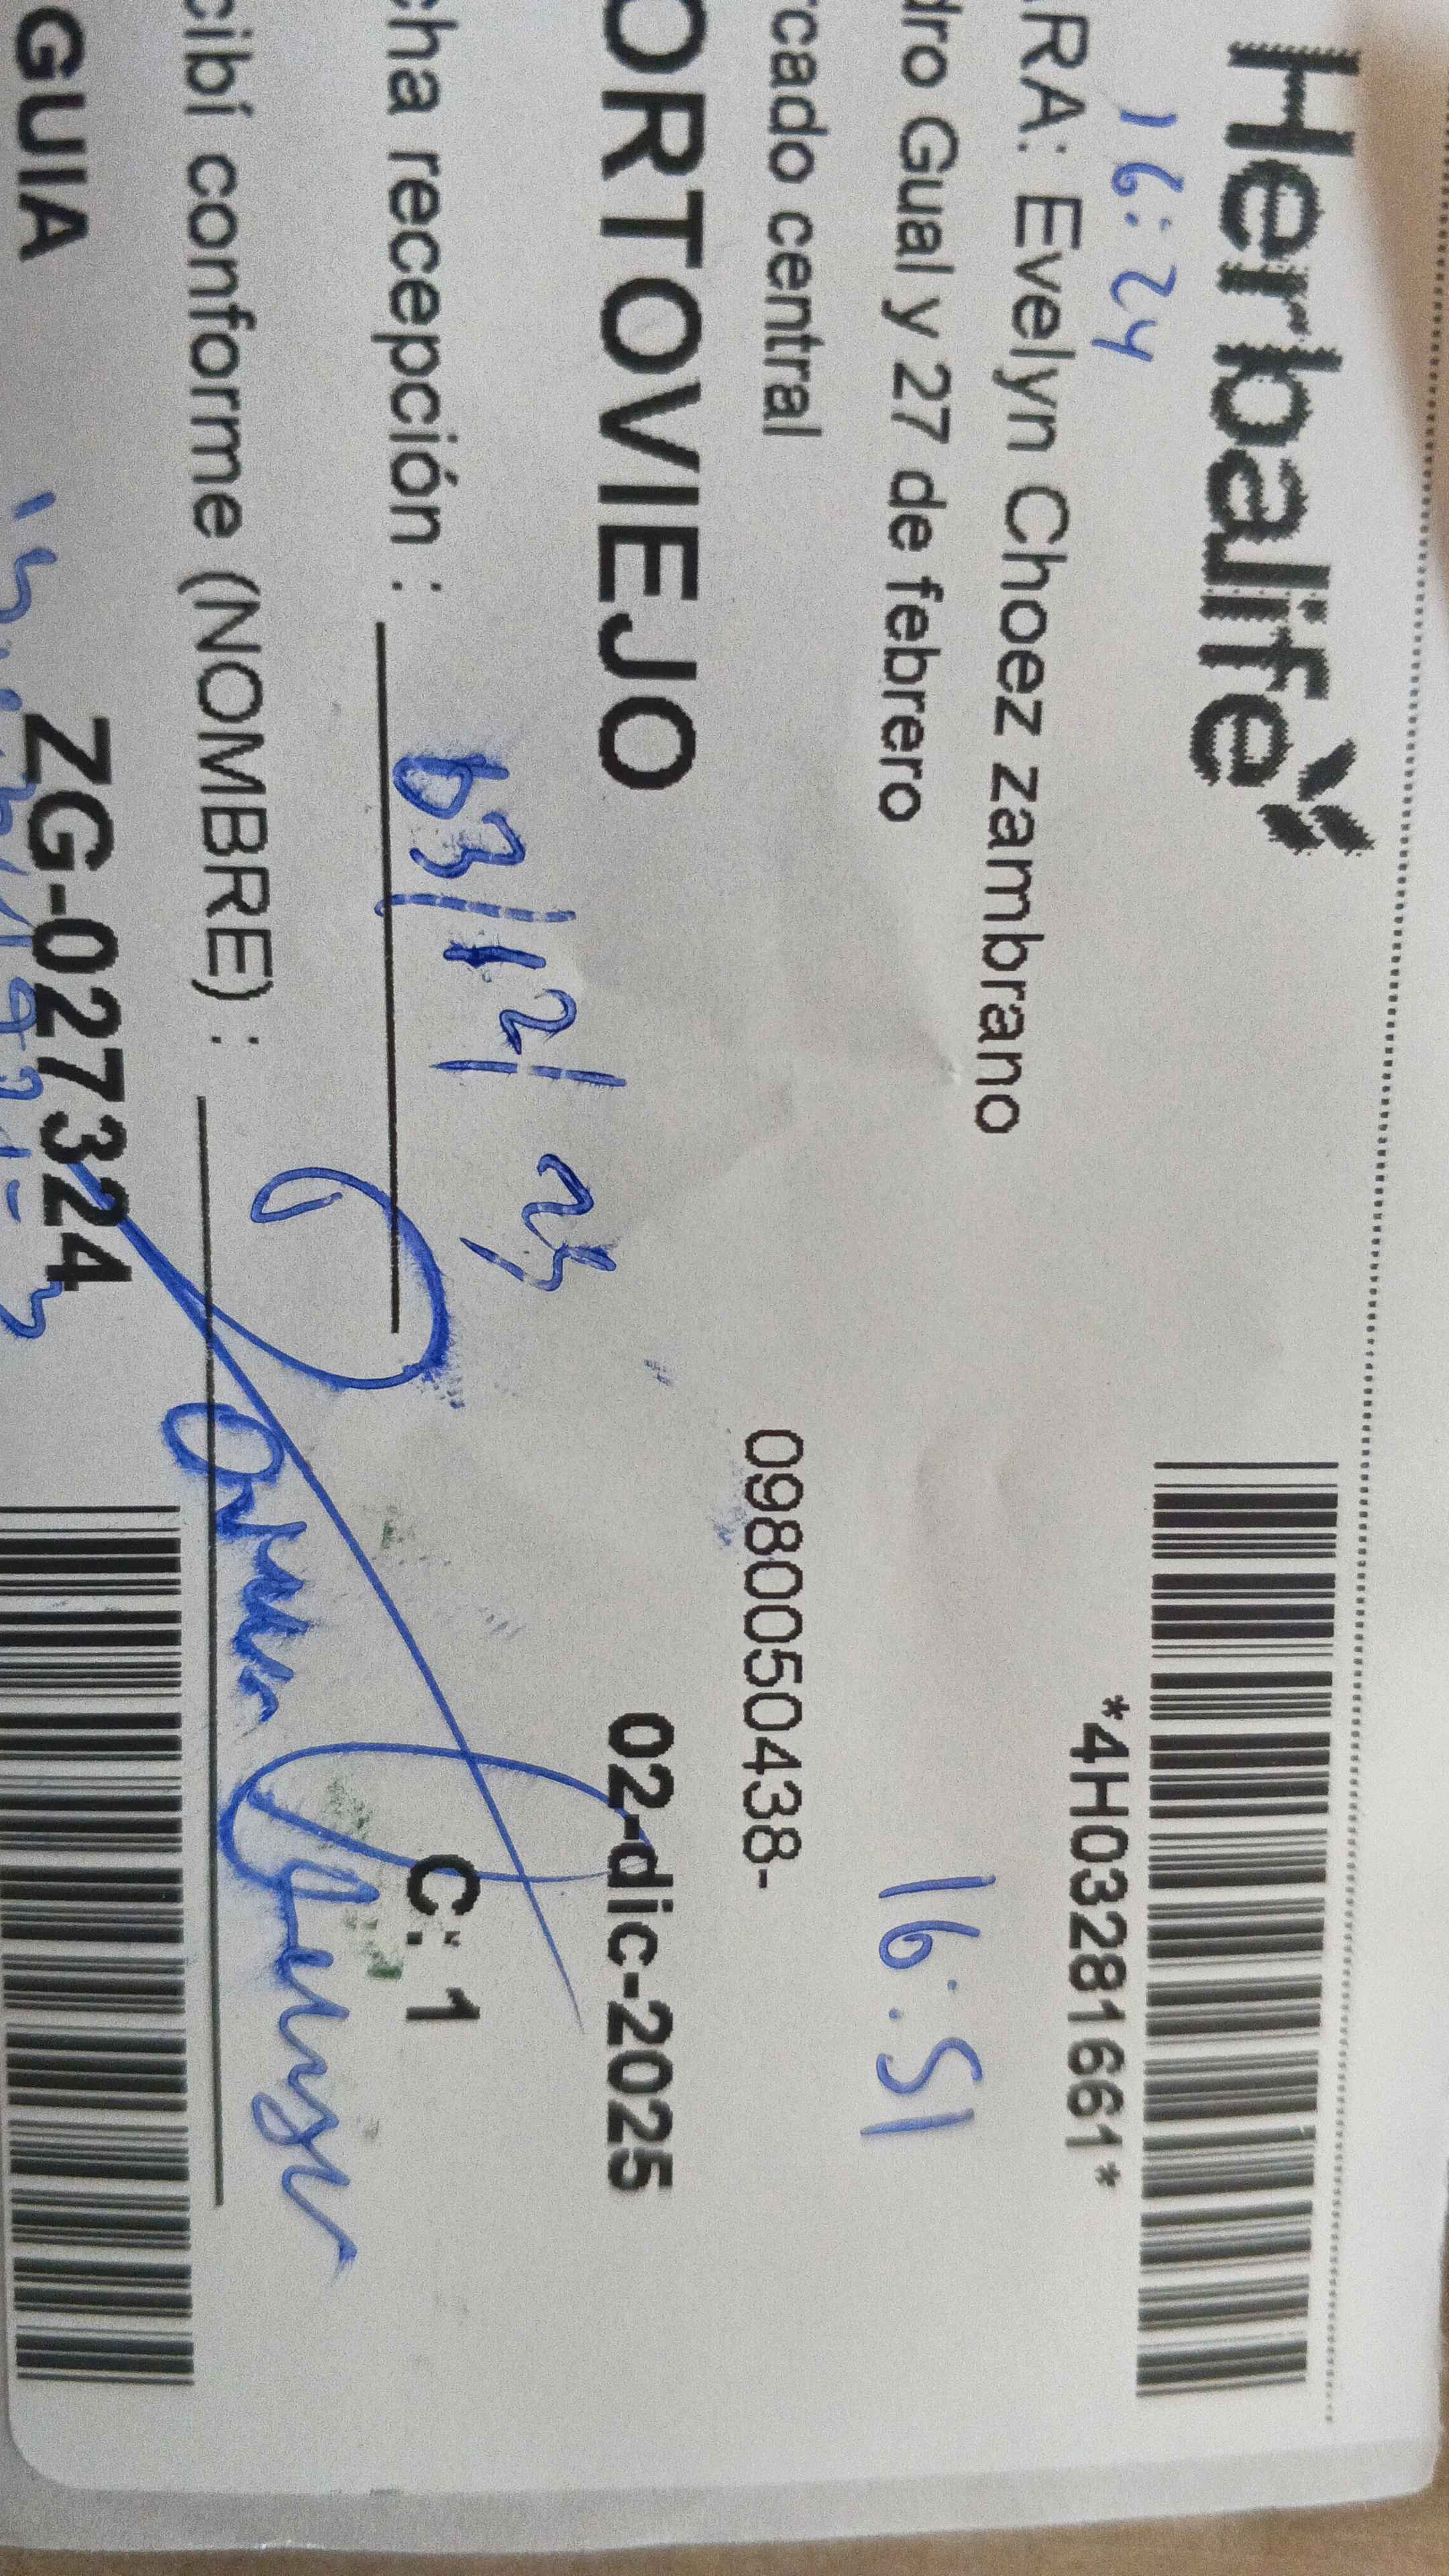 Herbalife
16:24
*4H03281661*
RA: Evelyn Choez zambrano
dro Gual y 27 de febrero
16:51
rcado central
0980050438-
ORTOVIEJO
02-dic-2025
cha recepción :
03/12/25
C: 1
cibí conforme (NOMBRE) :
GUIA
ZG-027324